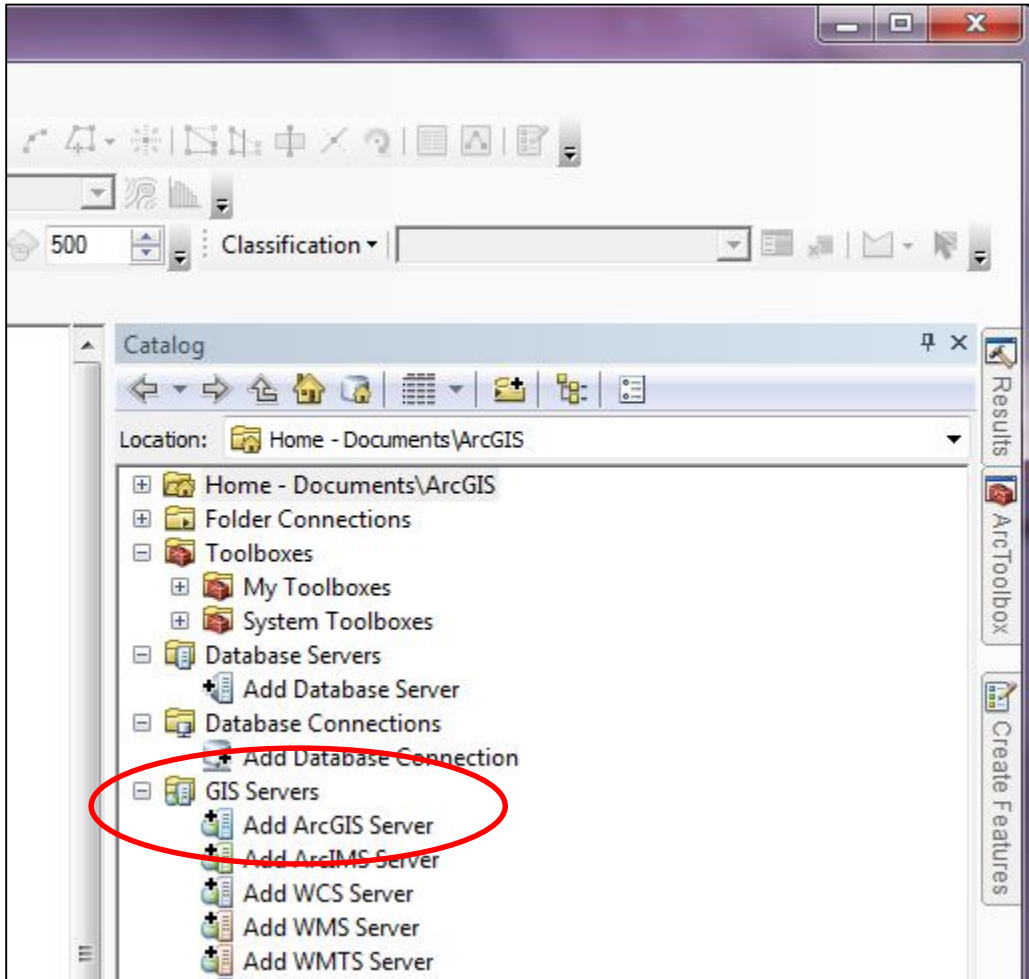 500 Classification
Catalog
Location: Home - Documents\ArcGIS
Home - Documents\ArcGIS
Folder Connections
Toolboxes
My Toolboxes
System Toolboxes
Database Servers
Add Database Server
Database Connections
Add Database Connection
GIS Servers
Add ArcGIS Server
Add ArcIMS Server
Add WCS Server
Add WMS Server
Add WMTS Server
Results
ArcToolbox
Create Features